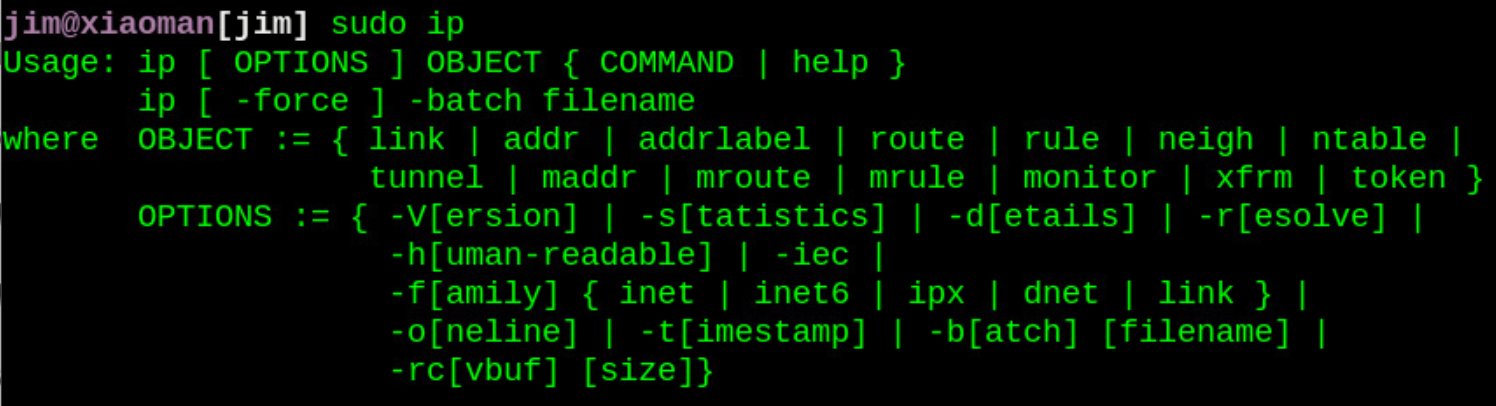 jim@xiaoman[jim] sudo ip
Usage: ip [ OPTIONS ] OBJECT { COMMAND | help }
       ip [ -force ] -batch filename
where  OBJECT := { link | addr | addrlabel | route | rule | neigh | ntable |
                   tunnel | maddr | mroute | mrule | monitor | xfrm | token }
       OPTIONS := { -V[ersion] | -s[tatistics] | -d[etails] | -r[esolve] |
                    -h[uman-readable] | -iec |
                    -f[amily] { inet | inet6 | ipx | dnet | link } |
                    -o[neline] | -t[imestamp] | -b[atch] [filename] |
                    -rc[vbuf] [size]}